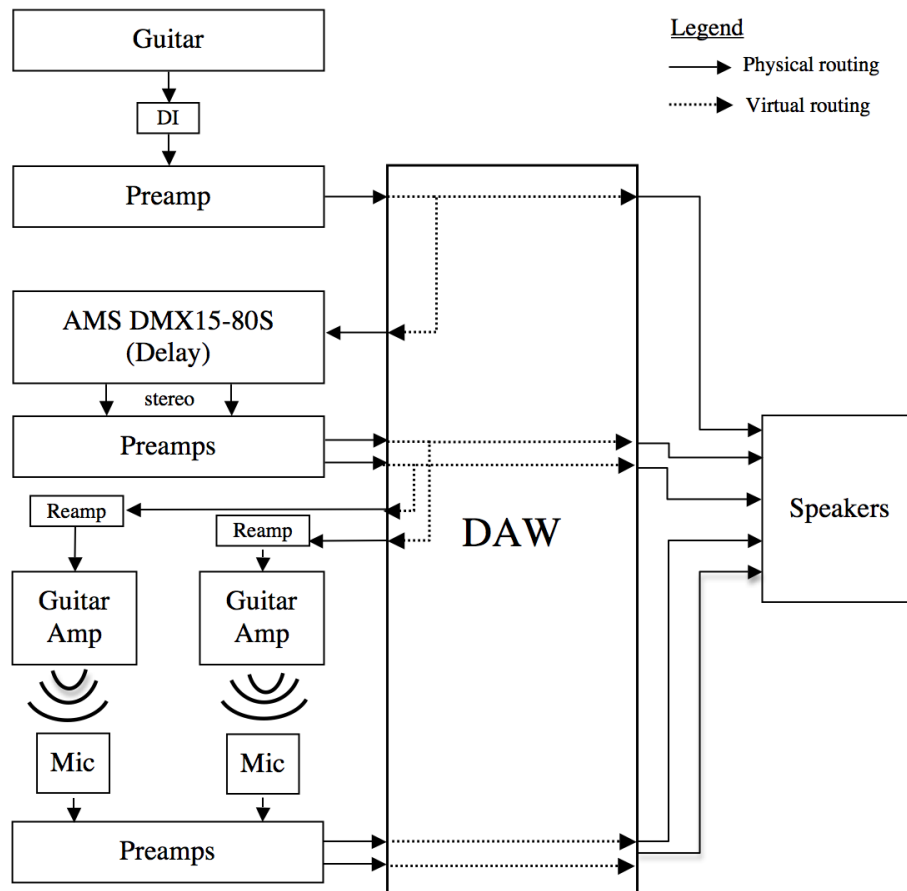 Guitar
Legend
Physical routing
DI
Virtual routing
Preamp
AMS DMX15-80S
(Delay)
stereo
Preamps
Reamp
Reamp
DAW
Speakers
Guitar
Amp
Guitar
Amp
Mic
Mic
Preamps